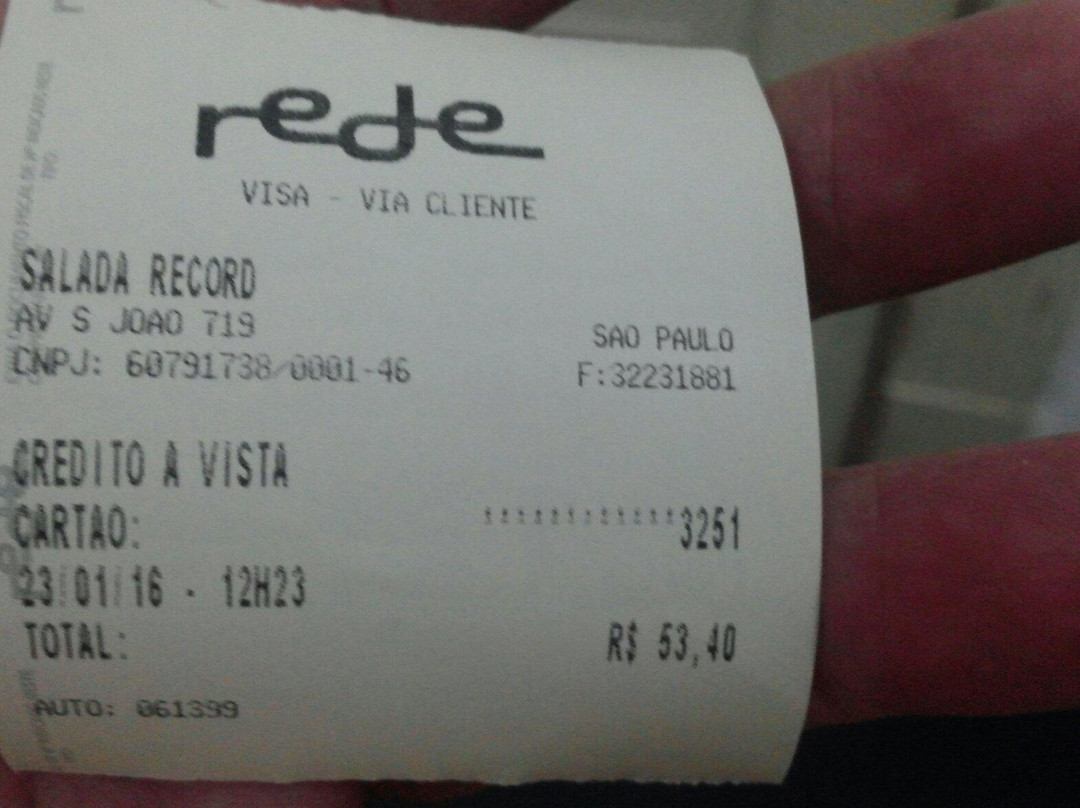 rede
VISA - VIA CLIENTE
SALADA RECORD
AV S JOAO 719
SAO PAULO
CNPJ: 60791738/0001-46
F:32231881
CREDITO A VISTA
CARTAO: ************3251
23/01/16 - 12H23
TOTAL: R$ 53,40
AUTO: 061399